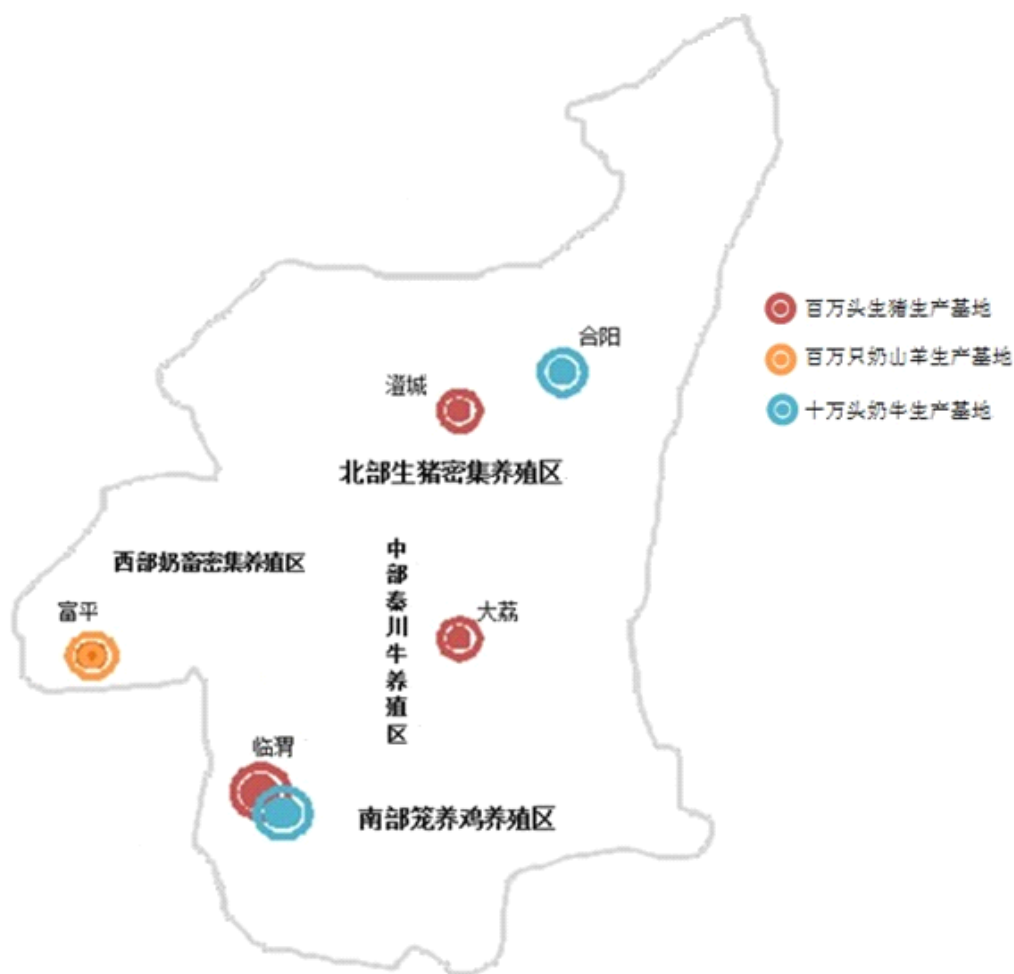 合阳
百万头生猪生产基地
百万只奶山羊生产基地
澄城
十万头奶牛生产基地
北部生猪密集养殖区
西部奶畜密集养殖区
中部秦川牛养殖区
富平
大荔
临渭
南部笼养鸡养殖区